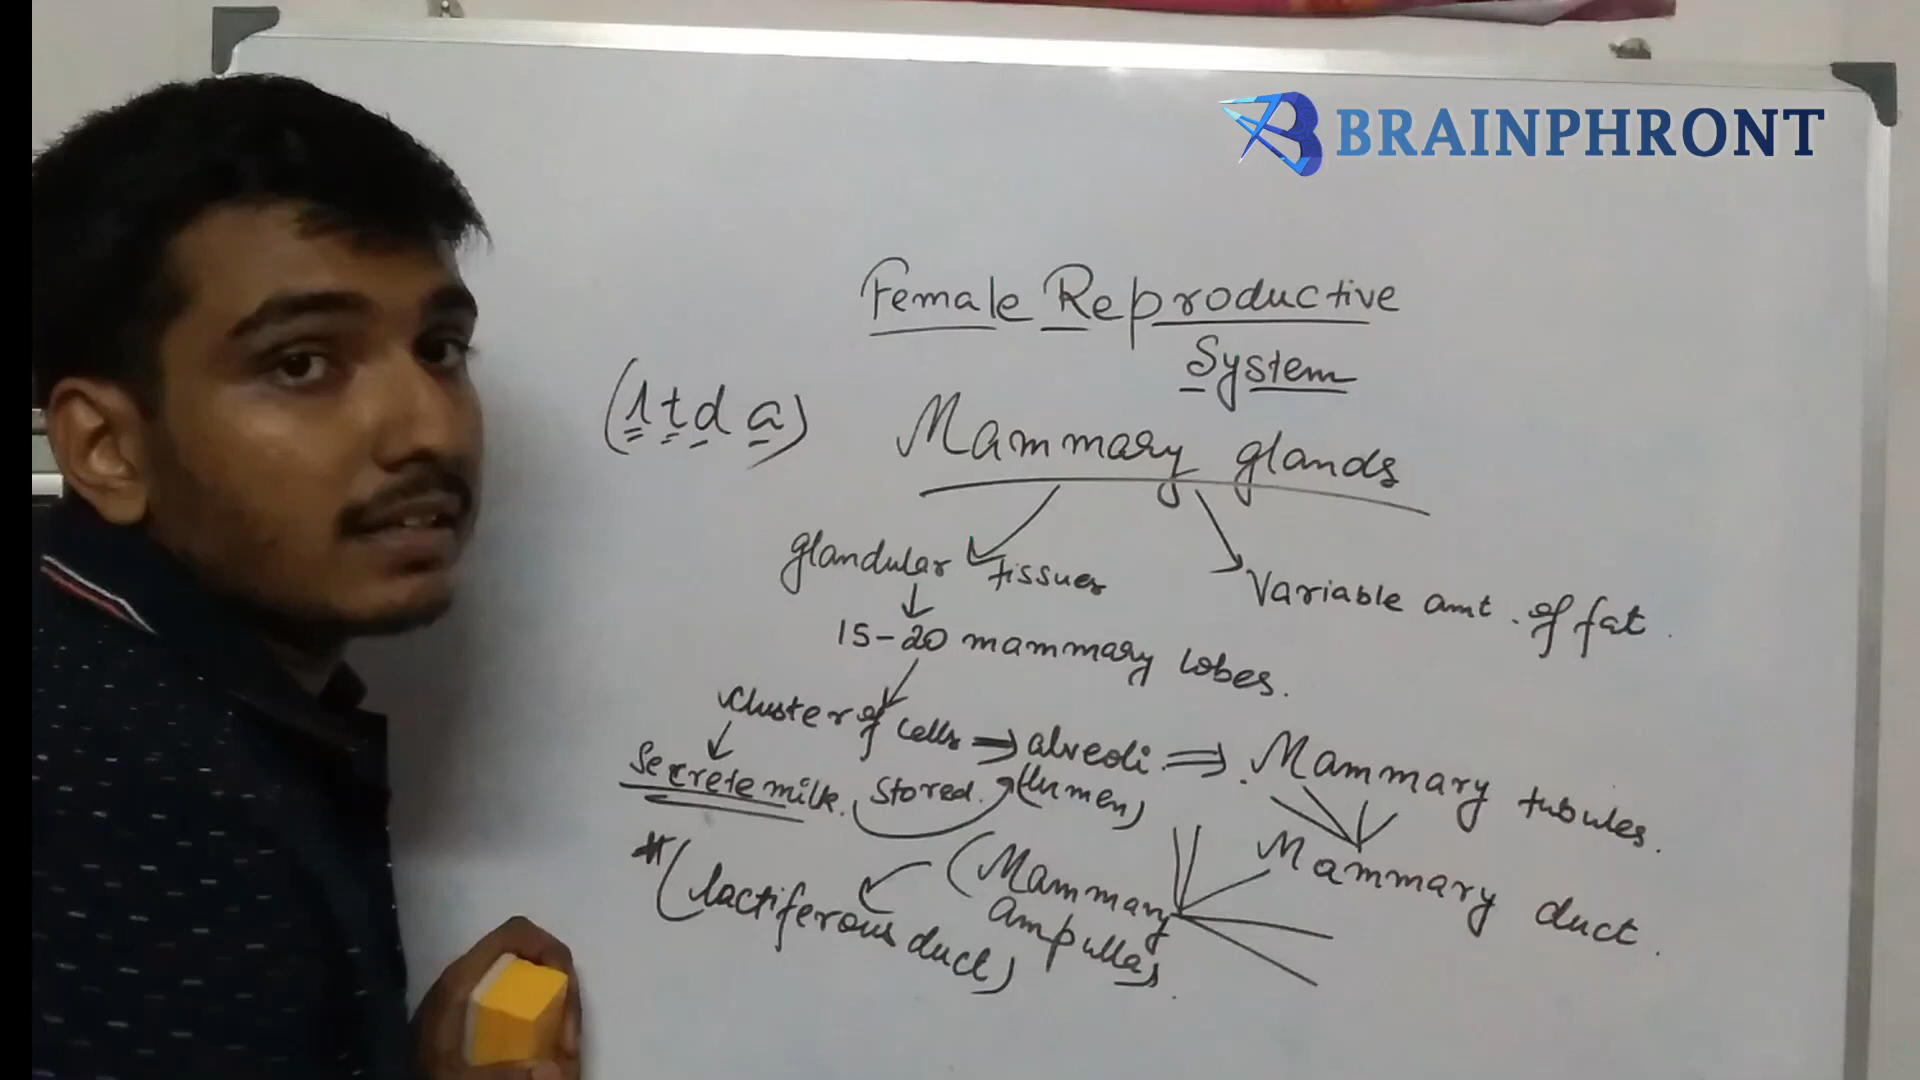 BRAINPHRONT
Female Reproductive
System
(1 t d a)
Mammary glands
glandular tissues
Variable amt. of fat.
15-20 mammary lobes.
Cluster of cells ⇒ alveoli ⇒ Mammary tubules.
Secrete milk. Stored. (lumen)
Mammary duct.
(Mammary
ampulla)
*(lactiferous duct)